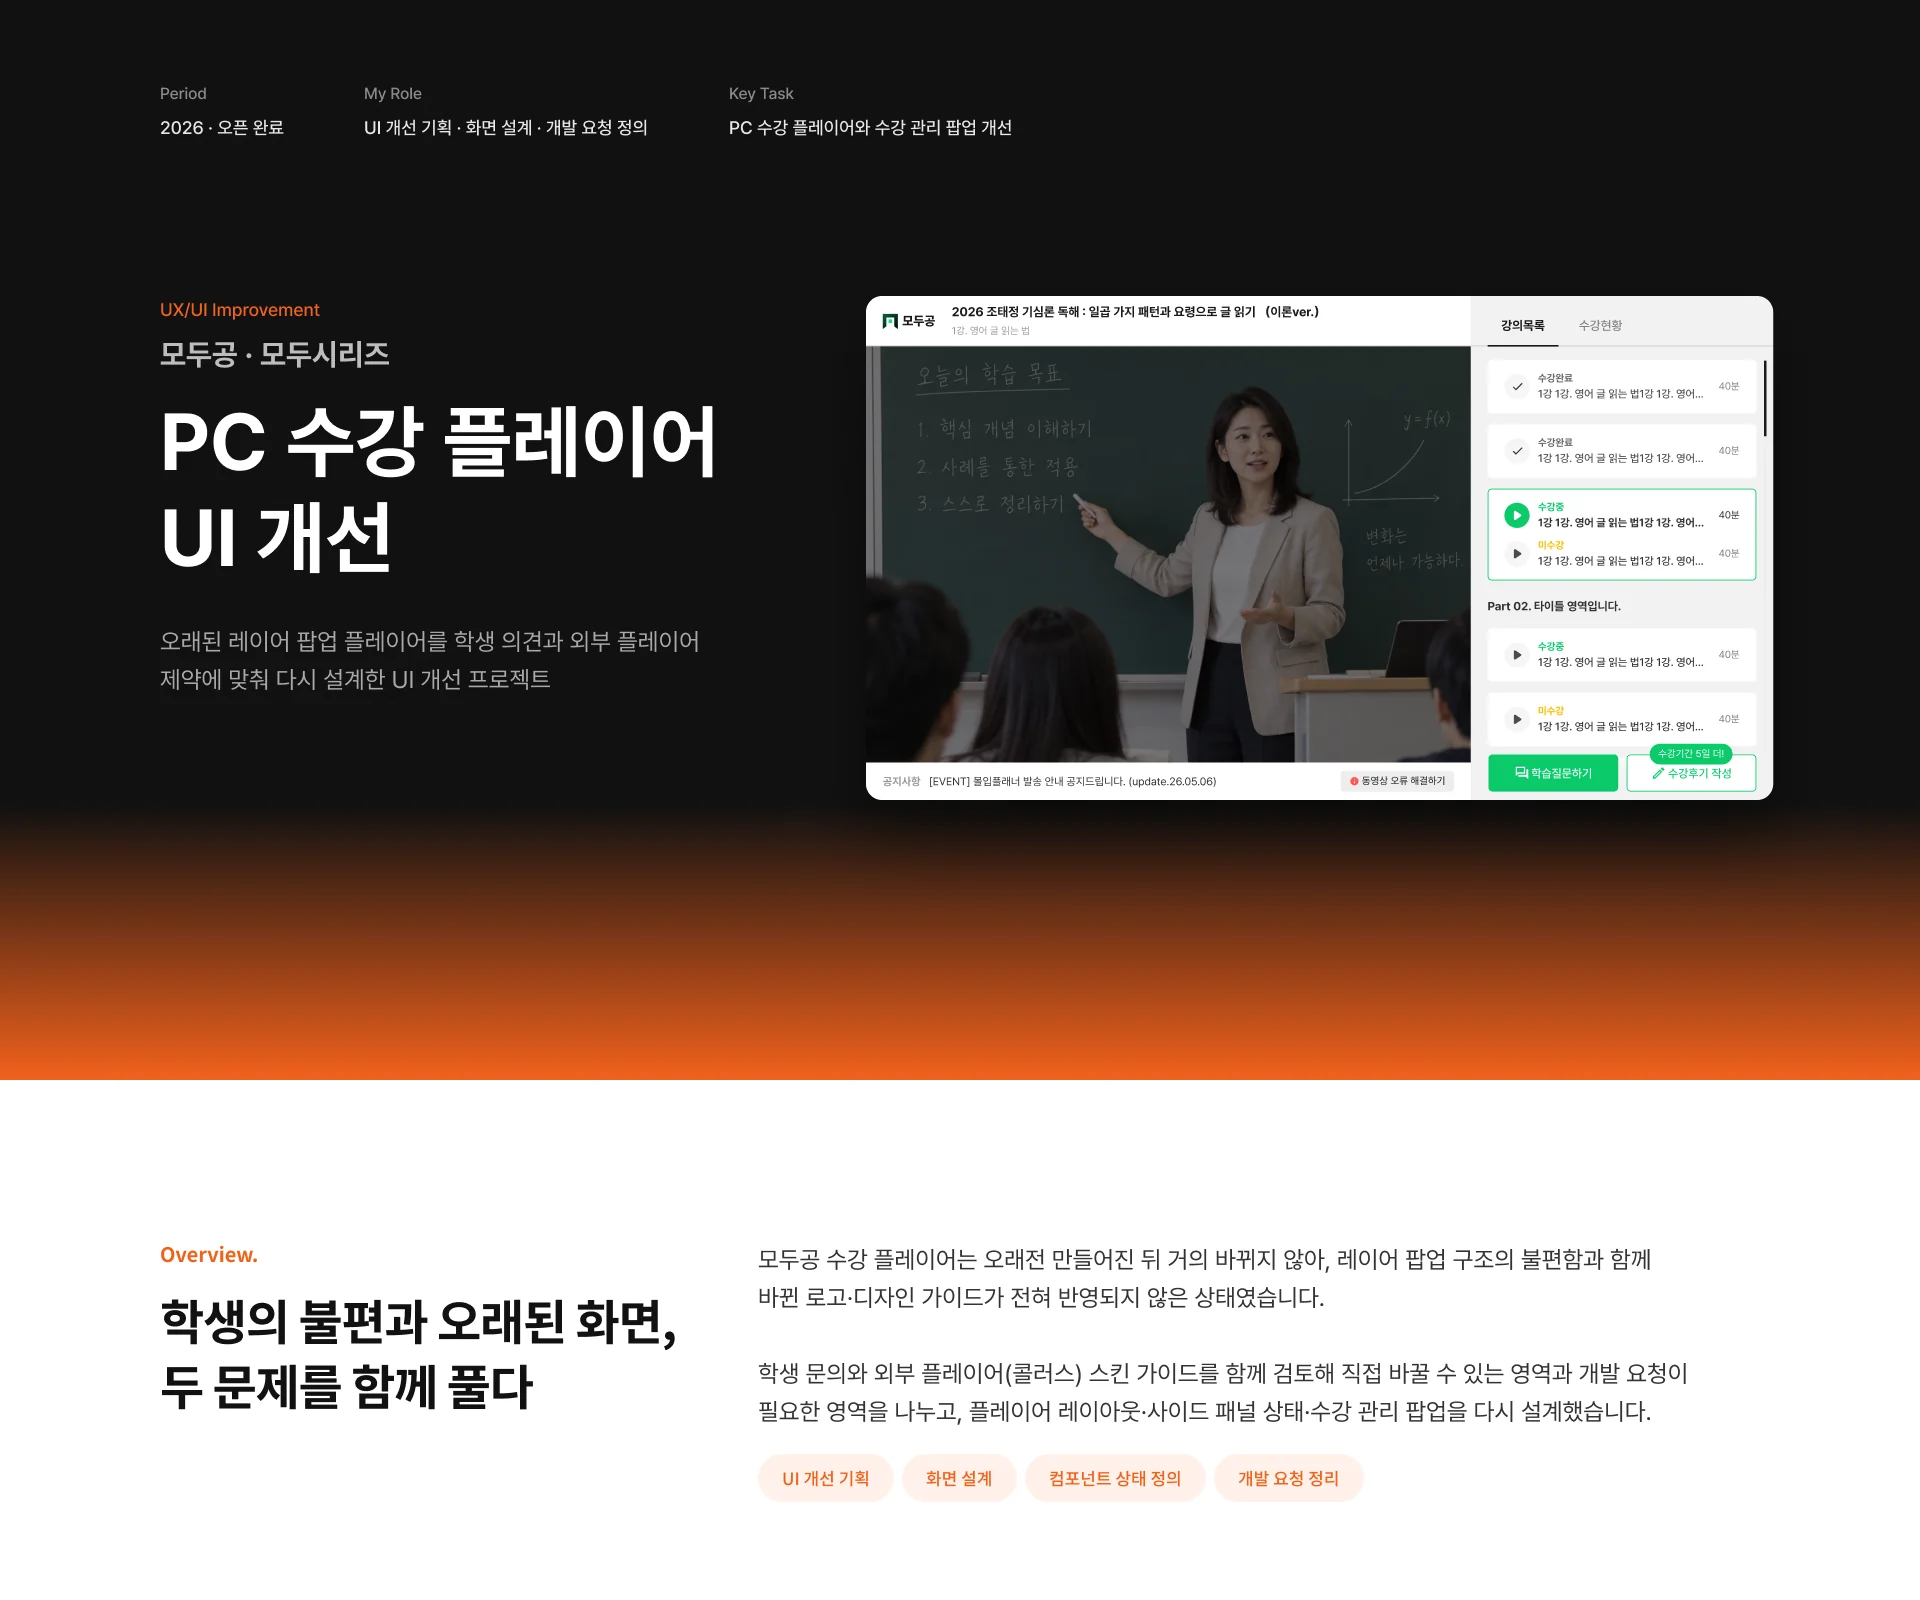 Period
2026 · 오픈 완료
My Role
UI 개선 기획 · 화면 설계 · 개발 요청 정의
Key Task
PC 수강 플레이어와 수강 관리 팝업 개선
UX/UI Improvement
모두공 · 모두시리즈
PC 수강 플레이어
UI 개선
오래된 레이어 팝업 플레이어를 학생 의견과 외부 플레이어
제약에 맞춰 다시 설계한 UI 개선 프로젝트
모두공
2026 조태정 기심론 독해 : 일곱 가지 패턴과 요령으로 글 읽기 (이론ver.)
1강. 영어 글 읽는 법
오늘의 학습 목표
1. 핵심 개념 이해하기
2. 사례를 통한 적용
3. 스스로 정리하기
y=f(x)
변화는
언제나 가능하다.
공지사항 [EVENT] 몰입플래너 발송 안내 공지드립니다. (update.26.05.06)
동영상 오류 해결하기
강의목록
수강현황
수강완료
1강 1강. 영어 글 읽는 법1강 1강. 영어...
40분
수강완료
1강 1강. 영어 글 읽는 법1강 1강. 영어...
40분
수강중
1강 1강. 영어 글 읽는 법1강 1강. 영어...
40분
미수강
1강 1강. 영어 글 읽는 법1강 1강. 영어...
40분
Part 02. 타이틀 영역입니다.
수강중
1강 1강. 영어 글 읽는 법1강 1강. 영어...
40분
미수강
1강 1강. 영어 글 읽는 법1강 1강. 영어...
40분
수강기간 5일 더!
학습질문하기
수강후기 작성
Overview.
학생의 불편과 오래된 화면,
두 문제를 함께 풀다
모두공 수강 플레이어는 오래전 만들어진 뒤 거의 바뀌지 않아, 레이어 팝업 구조의 불편함과 함께
바뀐 로고·디자인 가이드가 전혀 반영되지 않은 상태였습니다.
학생 문의와 외부 플레이어(콜러스) 스킨 가이드를 함께 검토해 직접 바꿀 수 있는 영역과 개발 요청이
필요한 영역을 나누고, 플레이어 레이아웃·사이드 패널 상태·수강 관리 팝업을 다시 설계했습니다.
UI 개선 기획
화면 설계
컴포넌트 상태 정의
개발 요청 정리